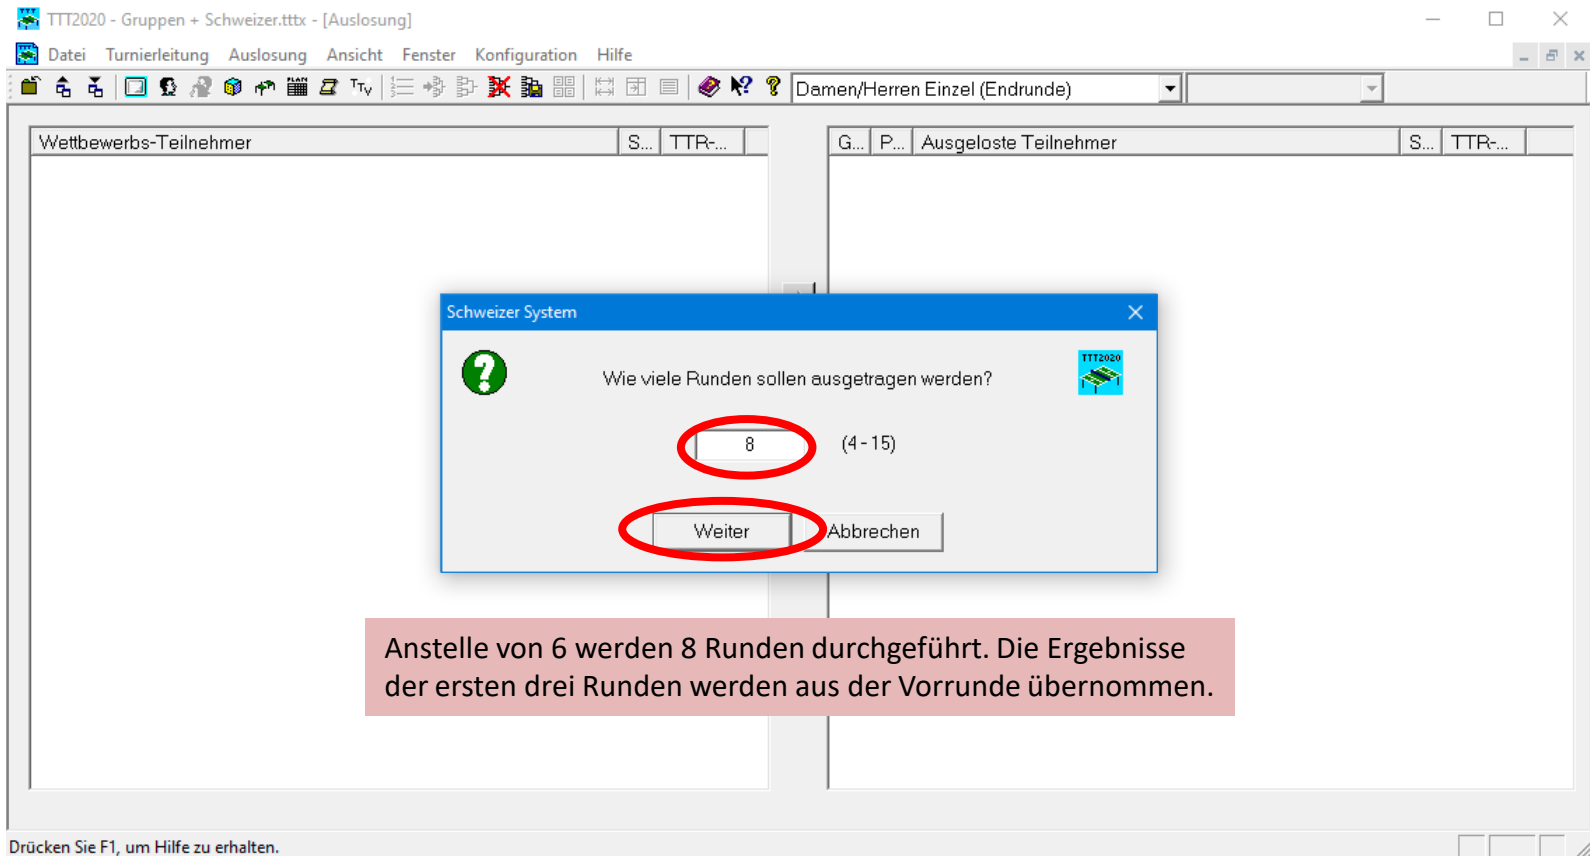 TTT2020 - Gruppen + Schweizer.tttx - [Auslosung]
Datei Turnierleitung Auslosung Ansicht Fenster Konfiguration Hilfe
PLAN TTV Damen/Herren Einzel (Endrunde)
Wettbewerbs-Teilnehmer S... TTR-... G... P... Ausgeloste Teilnehmer S... TTR-...
Schweizer System
TTT2020
Wie viele Runden sollen ausgetragen werden?
8 (4 - 15)
Weiter Abbrechen
Anstelle von 6 werden 8 Runden durchgeführt. Die Ergebnisse
der ersten drei Runden werden aus der Vorrunde übernommen.
Drücken Sie F1, um Hilfe zu erhalten.